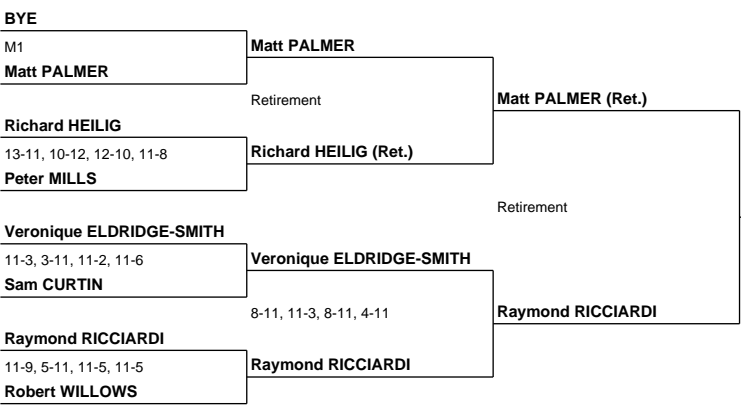 BYE
M1
Matt PALMER
Matt PALMER
Retirement
Matt PALMER (Ret.)
Richard HEILIG
13-11, 10-12, 12-10, 11-8
Richard HEILIG (Ret.)
Peter MILLS
Retirement
Veronique ELDRIDGE-SMITH
11-3, 3-11, 11-2, 11-6
Veronique ELDRIDGE-SMITH
Sam CURTIN
8-11, 11-3, 8-11, 4-11
Raymond RICCIARDI
Raymond RICCIARDI
11-9, 5-11, 11-5, 11-5
Raymond RICCIARDI
Robert WILLOWS